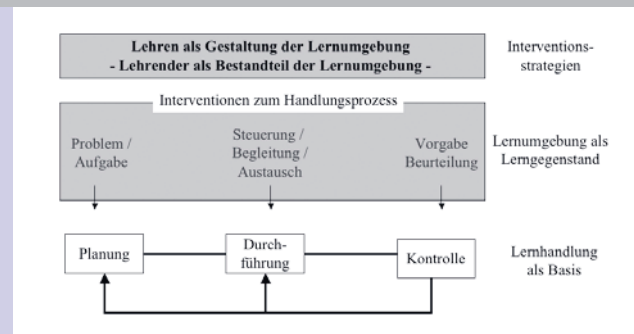 Lehren als Gestaltung der Lernumgebung
- Lehrender als Bestandteil der Lernumgebung -
Interventions-
strategien
Interventionen zum Handlungsprozess
Problem /
Aufgabe
Steuerung /
Begleitung /
Austausch
Vorgabe
Beurteilung
Lernumgebung als
Lerngegenstand
Planung
Durch-
führung
Kontrolle
Lernhandlung
als Basis